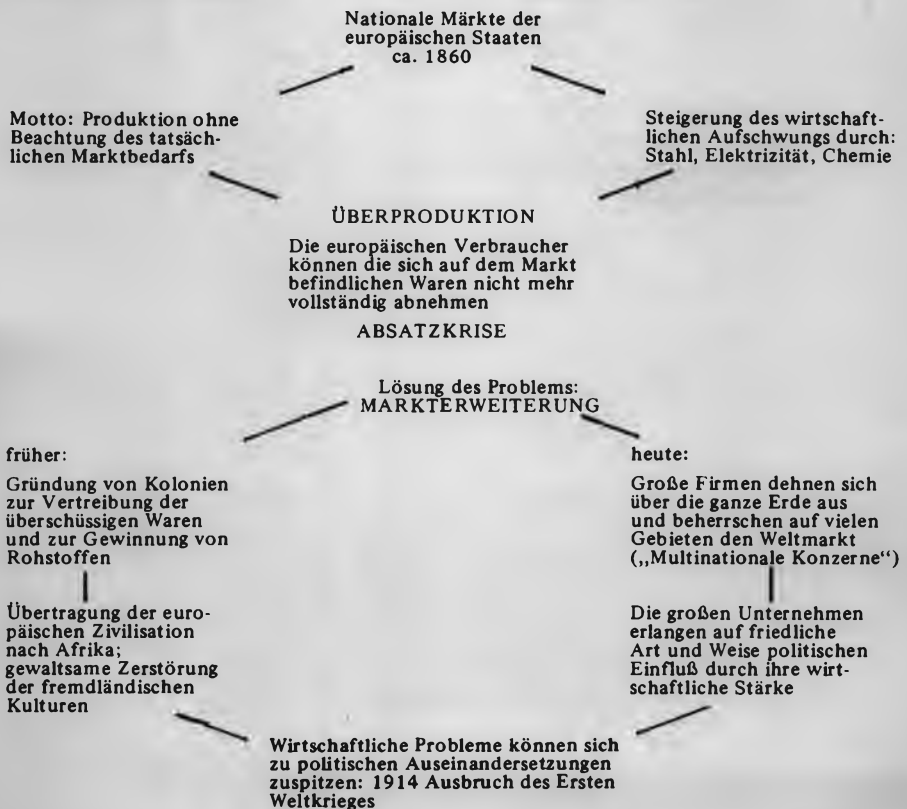 Nationale Märkte der
europäischen Staaten
ca. 1860
Motto: Produktion ohne
Beachtung des tatsäch-
lichen Marktbedarfs
Steigerung des wirtschaft-
lichen Aufschwungs durch:
Stahl, Elektrizität, Chemie
ÜBERPRODUKTION
Die europäischen Verbraucher
können die sich auf dem Markt
befindlichen Waren nicht mehr
vollständig abnehmen
ABSATZKRISE
Lösung des Problems:
MARKTERWEITERUNG
früher:
Gründung von Kolonien
zur Vertreibung der
überschüssigen Waren
und zur Gewinnung von
Rohstoffen
Übertragung der euro-
päischen Zivilisation
nach Afrika;
gewaltsame Zerstörung
der fremdländischen
Kulturen
heute:
Große Firmen dehnen sich
über die ganze Erde aus
und beherrschen auf vielen
Gebieten den Weltmarkt
(„Multinationale Konzerne“)
Die großen Unternehmen
erlangen auf friedliche
Art und Weise politischen
Einfluß durch ihre wirt-
schaftliche Stärke
Wirtschaftliche Probleme können sich
zu politischen Auseinandersetzungen
zuspitzen: 1914 Ausbruch des Ersten
Weltkrieges